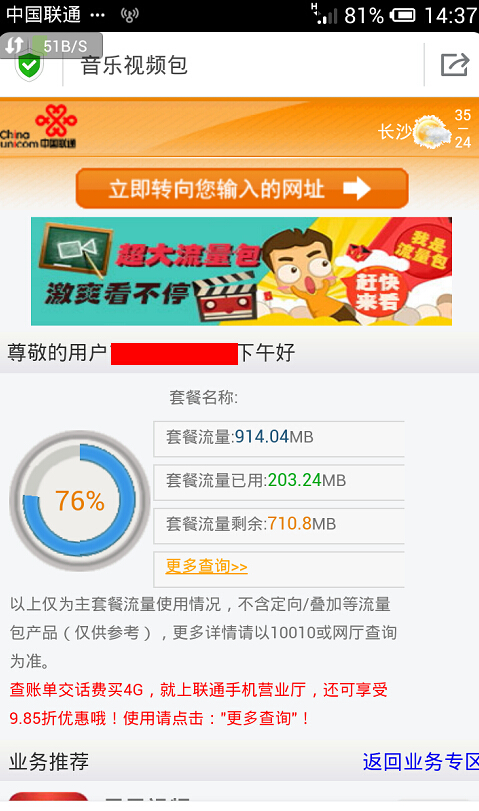 中国联通 ... H 81% 14:37
51B/S
音乐视频包
China unicom中国联通
长沙 35
24
立即转向您输入的网址
超大流量包
激爽看不停
我是流量包
赶快来看
尊敬的用户 下午好
套餐名称:
套餐流量:914.04MB
套餐流量已用:203.24MB
76%
套餐流量剩余:710.8MB
更多查询>>
以上仅为主套餐流量使用情况，不含定向/叠加等流量
包产品（仅供参考），更多详情请以10010或网厅查询
为准。
查账单交话费买4G，就上联通手机营业厅，还可享受
9.85折优惠哦！使用请点击："更多查询"！
业务推荐 返回业务专区